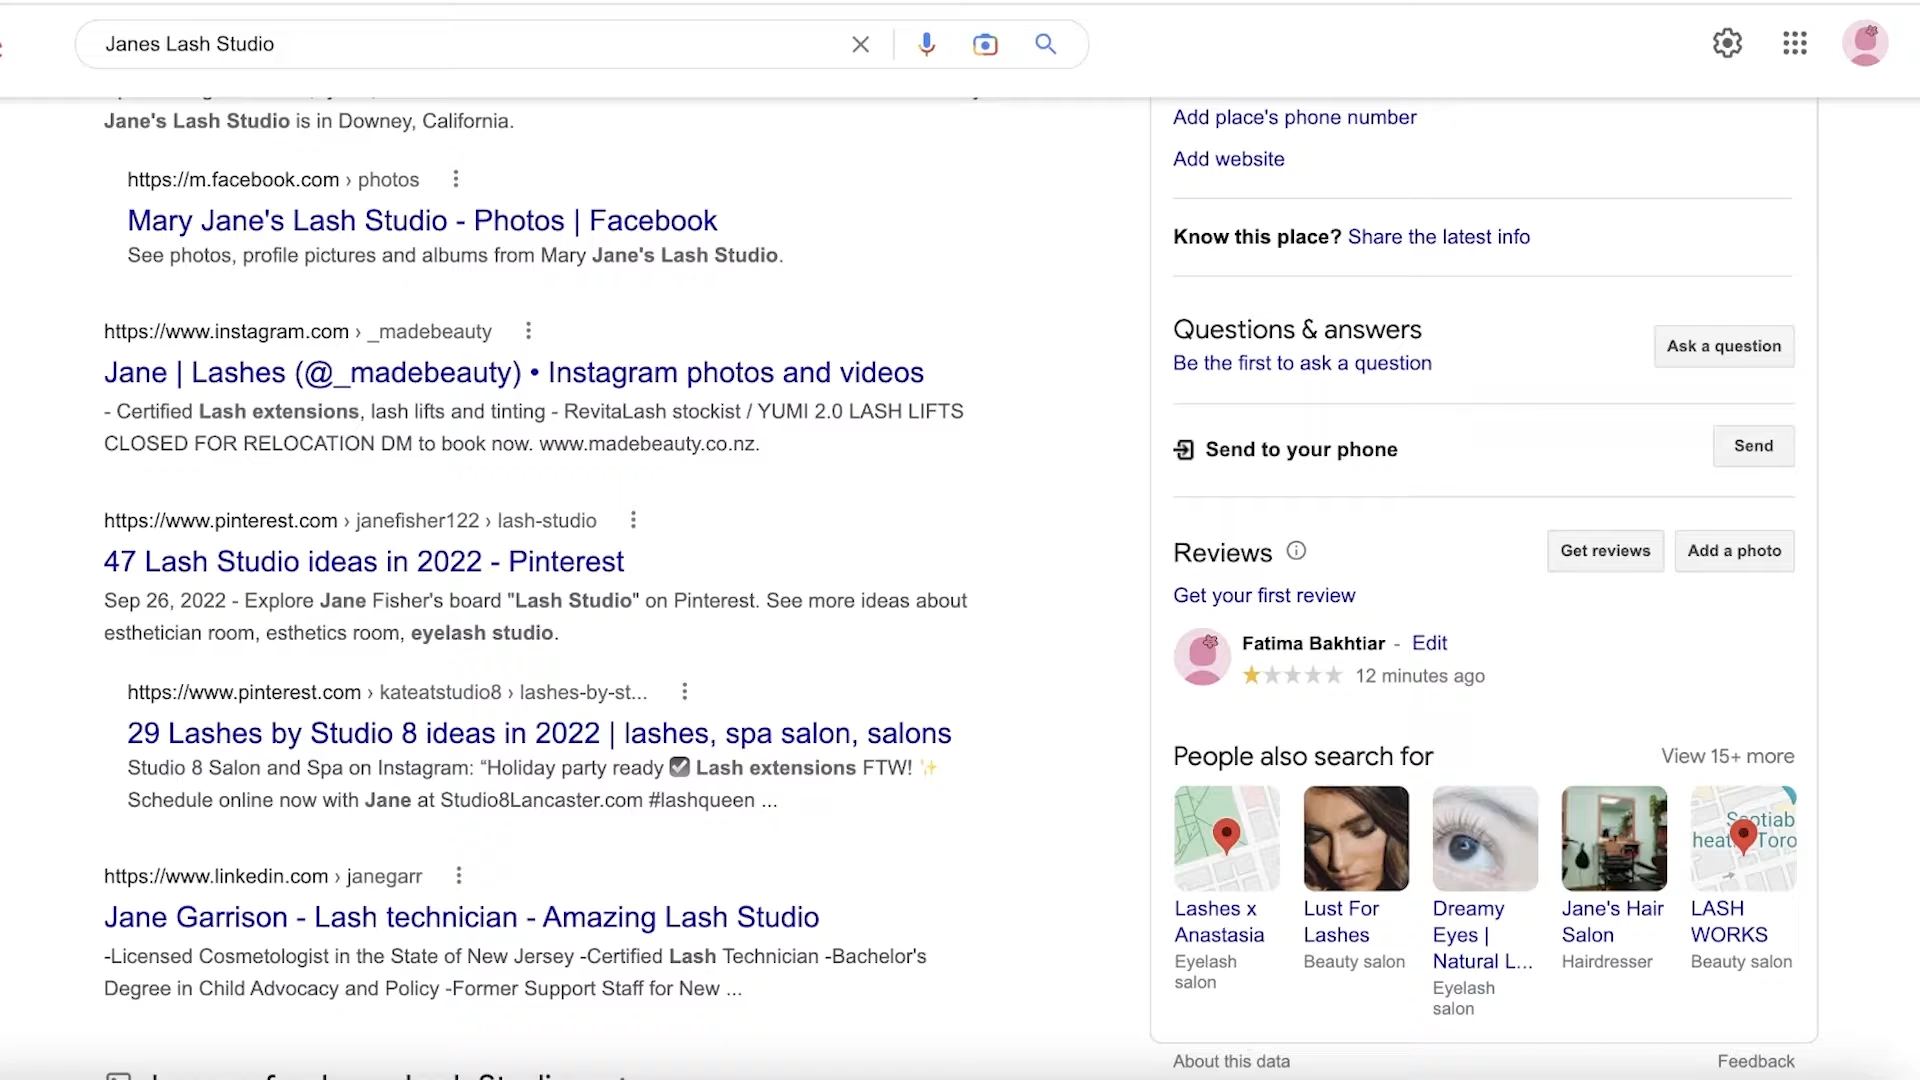 Janes Lash Studio
Jane's Lash Studio is in Downey, California.
https://m.facebook.com › photos
Mary Jane's Lash Studio - Photos | Facebook
See photos, profile pictures and albums from Mary Jane's Lash Studio.
https://www.instagram.com › _madebeauty
Jane | Lashes (@_madebeauty) • Instagram photos and videos
- Certified Lash extensions, lash lifts and tinting - RevitaLash stockist / YUMI 2.0 LASH LIFTS
CLOSED FOR RELOCATION DM to book now. www.madebeauty.co.nz.
https://www.pinterest.com › janefisher122 › lash-studio
47 Lash Studio ideas in 2022 - Pinterest
Sep 26, 2022 - Explore Jane Fisher's board "Lash Studio" on Pinterest. See more ideas about
esthetician room, esthetics room, eyelash studio.
https://www.pinterest.com › kateatstudio8 › lashes-by-st...
29 Lashes by Studio 8 ideas in 2022 | lashes, spa salon, salons
Studio 8 Salon and Spa on Instagram: “Holiday party ready ☑ Lash extensions FTW! ✨
Schedule online now with Jane at Studio8Lancaster.com #lashqueen ...
https://www.linkedin.com › janegarr
Jane Garrison - Lash technician - Amazing Lash Studio
-Licensed Cosmetologist in the State of New Jersey -Certified Lash Technician -Bachelor's
Degree in Child Advocacy and Policy -Former Support Staff for New ...
Add place's phone number
Add website
Know this place? Share the latest info
Questions & answers
Be the first to ask a question
Ask a question
Send to your phone
Send
Reviews
Get reviews
Add a photo
Get your first review
Fatima Bakhtiar - Edit
12 minutes ago
People also search for
View 15+ more
Lashes x
Anastasia
Eyelash
salon
Lust For
Lashes
Beauty salon
Dreamy
Eyes |
Natural L...
Eyelash
salon
Jane's Hair
Salon
Hairdresser
LASH
WORKS
Beauty salon
About this data
Feedback